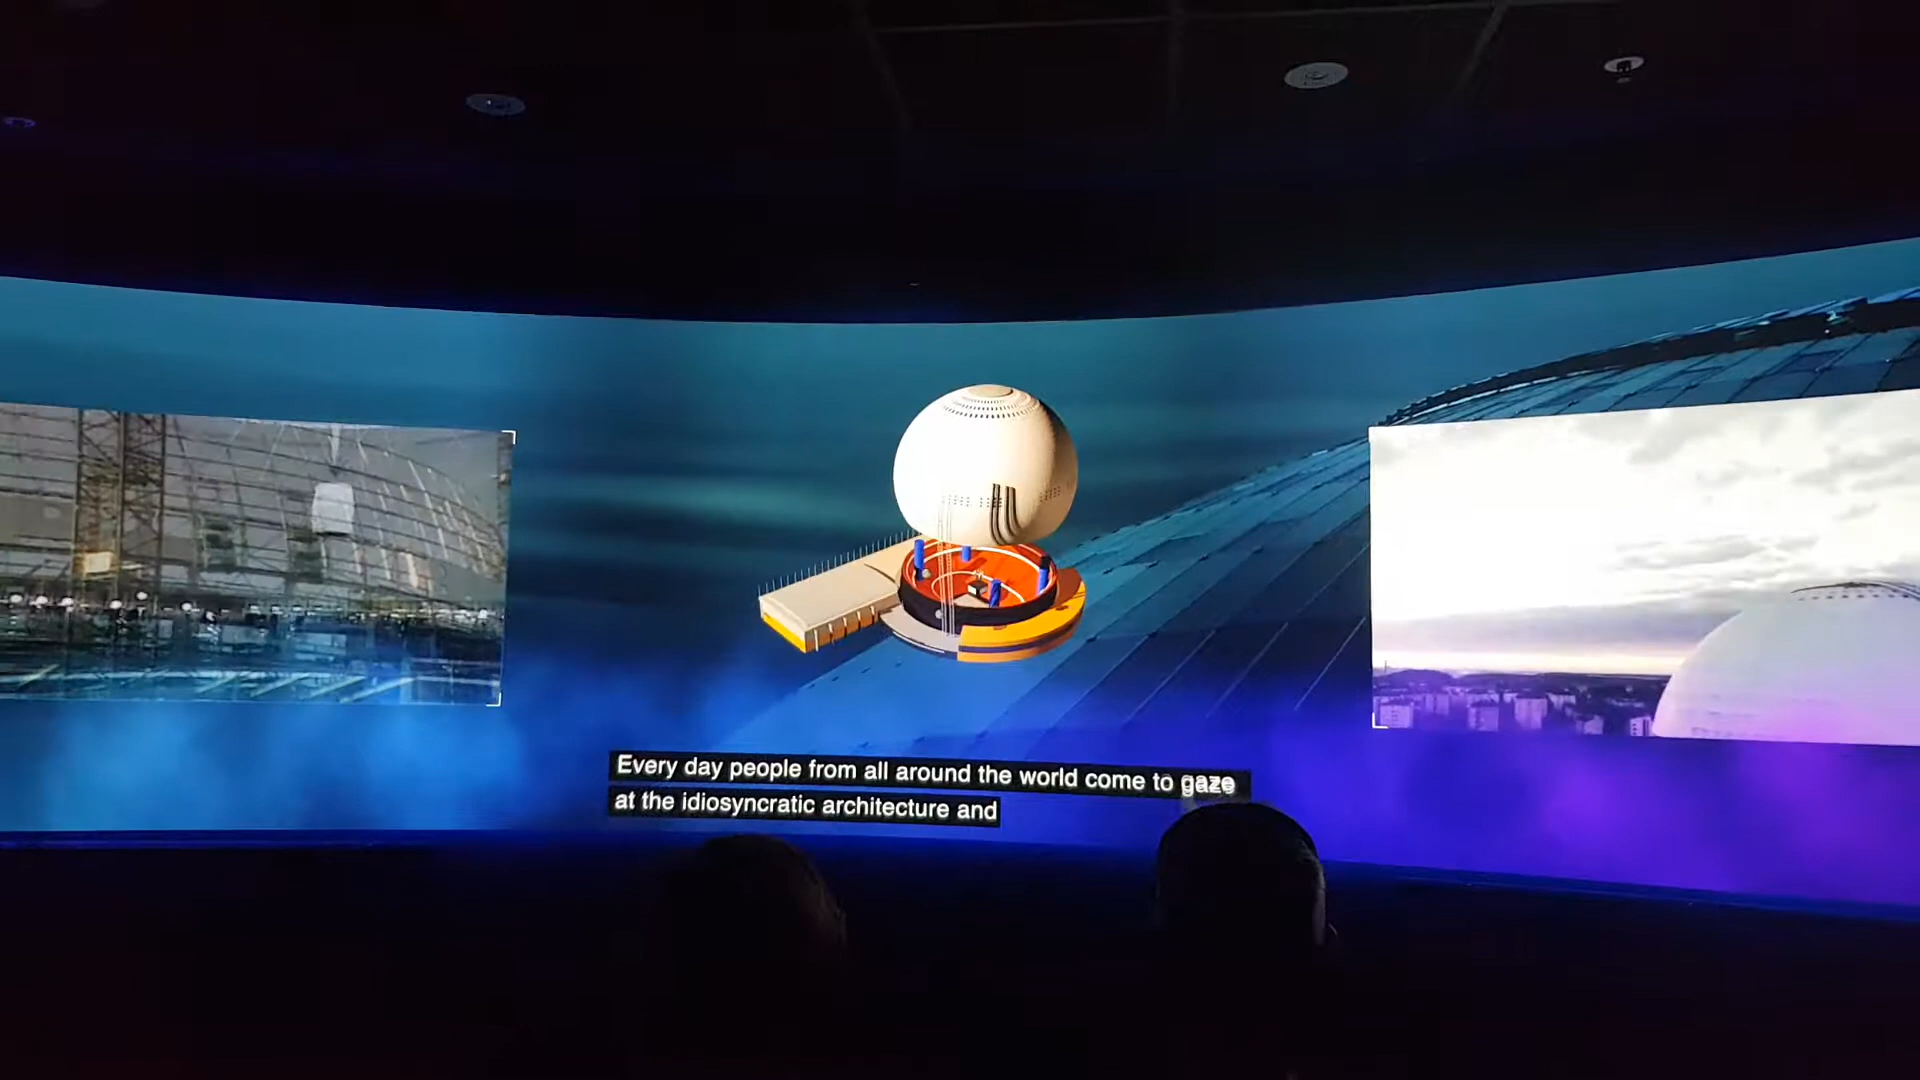 Every day people from all around the world come to gaze
at the idiosyncratic architecture and